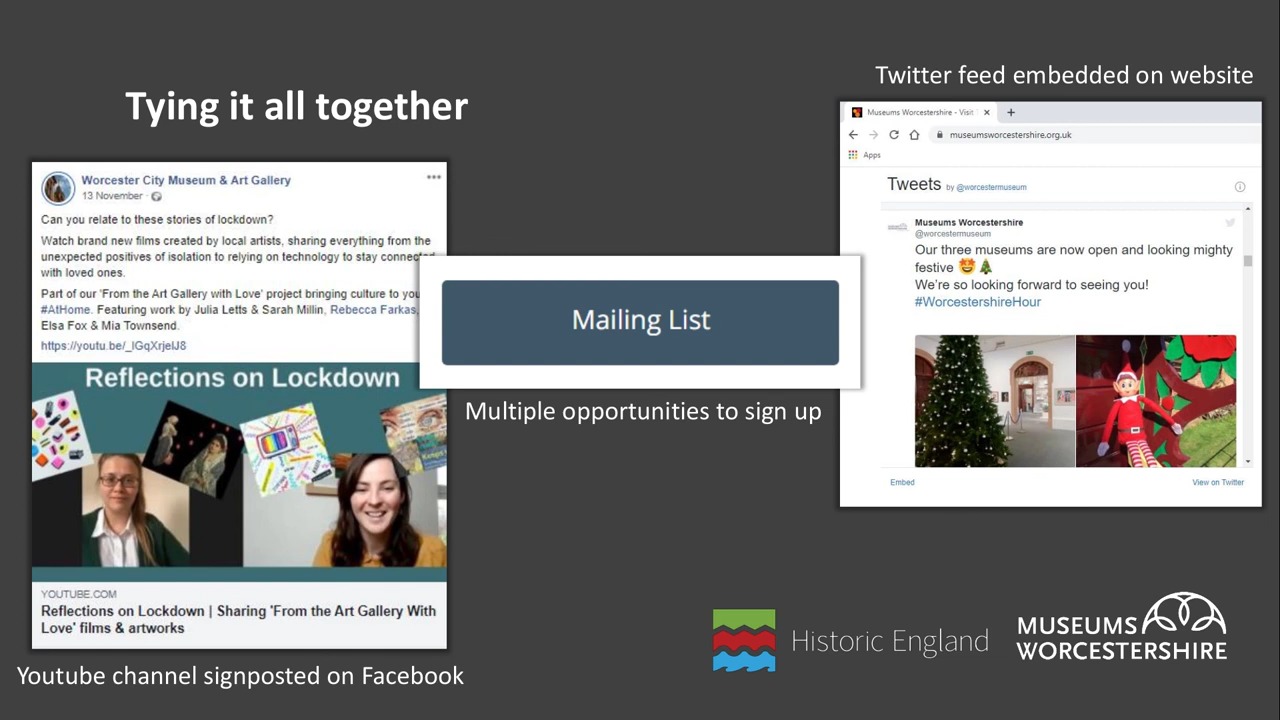 Tying it all together
Worcester City Museum & Art Gallery
13 November ·
Can you relate to these stories of lockdown?
Watch brand new films created by local artists, sharing everything from the
unexpected positives of isolation to relying on technology to stay connected
with loved ones.
Part of our 'From the Art Gallery with Love' project bringing culture to you
#AtHome. Featuring work by Julia Letts & Sarah Millin, Rebecca Farkas,
Elsa Fox & Mia Townsend.
Reflections on Lockdown
YOUTUBE.COM
Reflections on Lockdown | Sharing 'From the Art Gallery With
Love' films & artworks
Youtube channel signposted on Facebook
Mailing List
Multiple opportunities to sign up
Twitter feed embedded on website
Museums Worcestershire - Visit
museumsworcestershire.org.uk
Apps
Tweets by @worcestermuseum
Museums Worcestershire
@worcestermuseum
Our three museums are now open and looking mighty
festive 🤩🎄
We're so looking forward to seeing you!
#WorcestershireHour
Embed
View on Twitter
Historic England
MUSEUMS
WORCESTERSHIRE